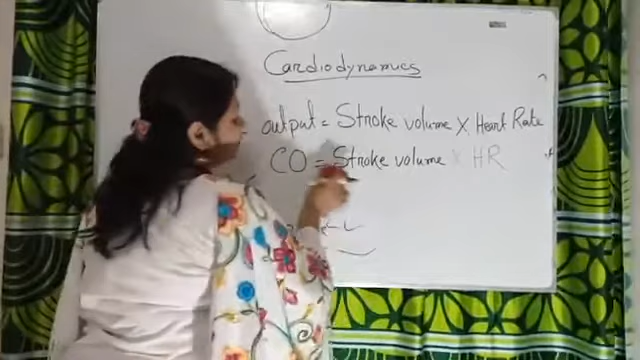 Cardiodynamics
output = Stroke volume X Heart Rate
CO = Stroke volume X HR